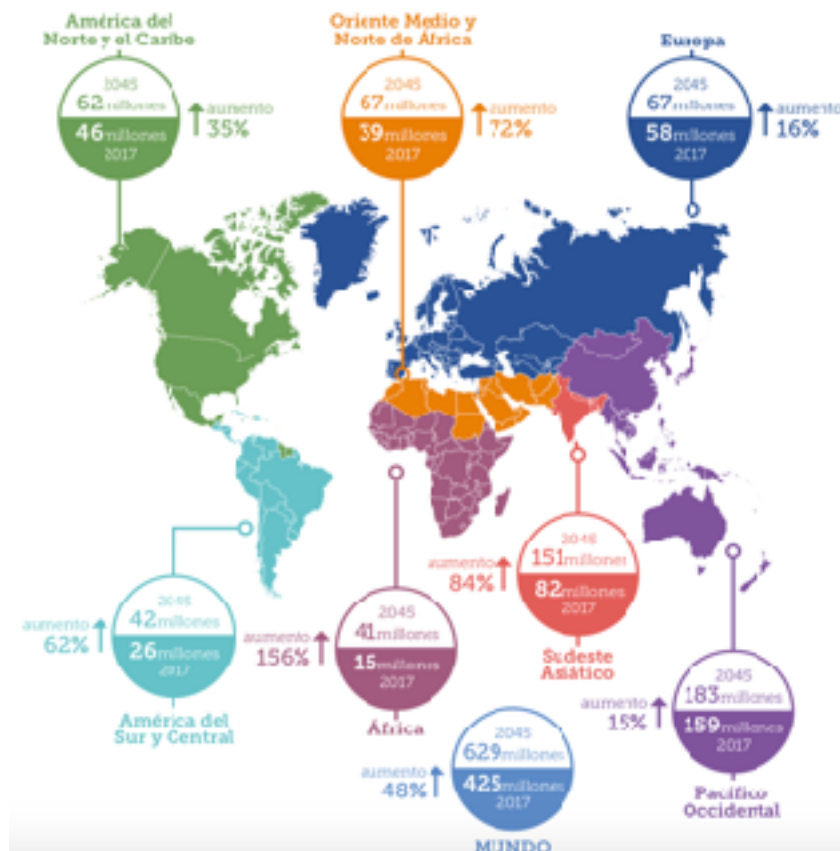 América del
Norte y el Caribe
2045
62 millones
46 millones
2017
aumento
35%
Oriente Medio y
Norte de África
2045
67 millones
39 millones
2017
aumento
72%
Europa
2045
67 millones
58 millones
2017
aumento
16%
2045
42 millones
26 millones
2017
aumento
62%
América del
Sur y Central
2045
41 millones
15 millones
2017
aumento
156%
África
2045
151 millones
82 millones
2017
aumento
84%
Sudeste
Asiático
2045
183 millones
159 millones
2017
aumento
15%
Pacífico
Occidental
2045
629 millones
425 millones
2017
aumento
48%
MUNDO